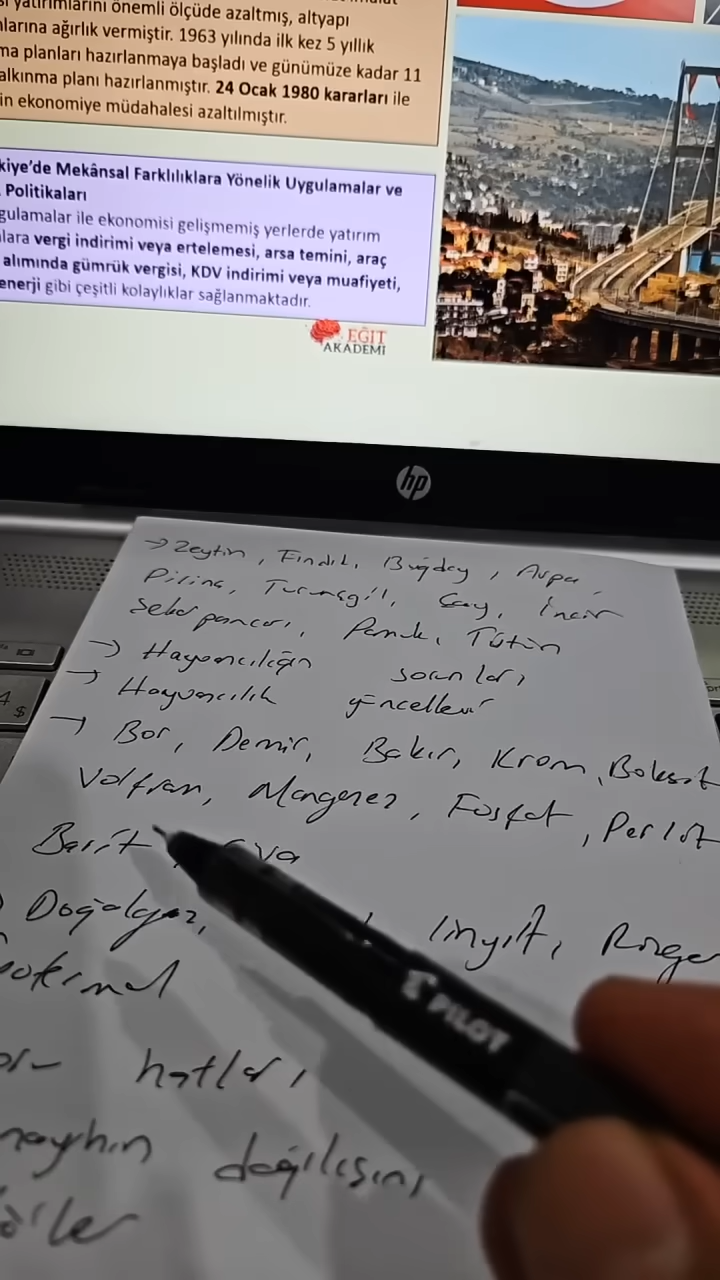 yatırımlarını önemli ölçüde azaltmış, altyapı
larına ağırlık vermiştir. 1963 yılında ilk kez 5 yıllık
ma planları hazırlanmaya başladı ve günümüze kadar 11
alkınma planı hazırlanmıştır. 24 Ocak 1980 kararları ile
in ekonomiye müdahalesi azaltılmıştır.
kiye'de Mekânsal Farklılıklara Yönelik Uygulamalar ve
Politikaları
gulamalar ile ekonomisi gelişmemiş yerlerde yatırım
lara vergi indirimi veya ertelemesi, arsa temini, araç
alımında gümrük vergisi, KDV indirimi veya muafiyeti,
enerji gibi çeşitli kolaylıklar sağlanmaktadır.
EĞİT
AKADEMİ
hp
4 $
→ Zeytin, Fındık, Buğday, Arpa,
Pirinç, Turunçgil, Çay, İncir
Şeker pancarı, Pamuk, Tütün
→ Hayvancılığın sorunları
→ Hayvancılık güncelleme
→ Bor, Demir, Bakır, Krom, Boksit
Volfram, Manganez, Fosfat, Perlit
Barit,
Doğalgaz, linyit, Rüzga
hatları
dağılışını
PILOT